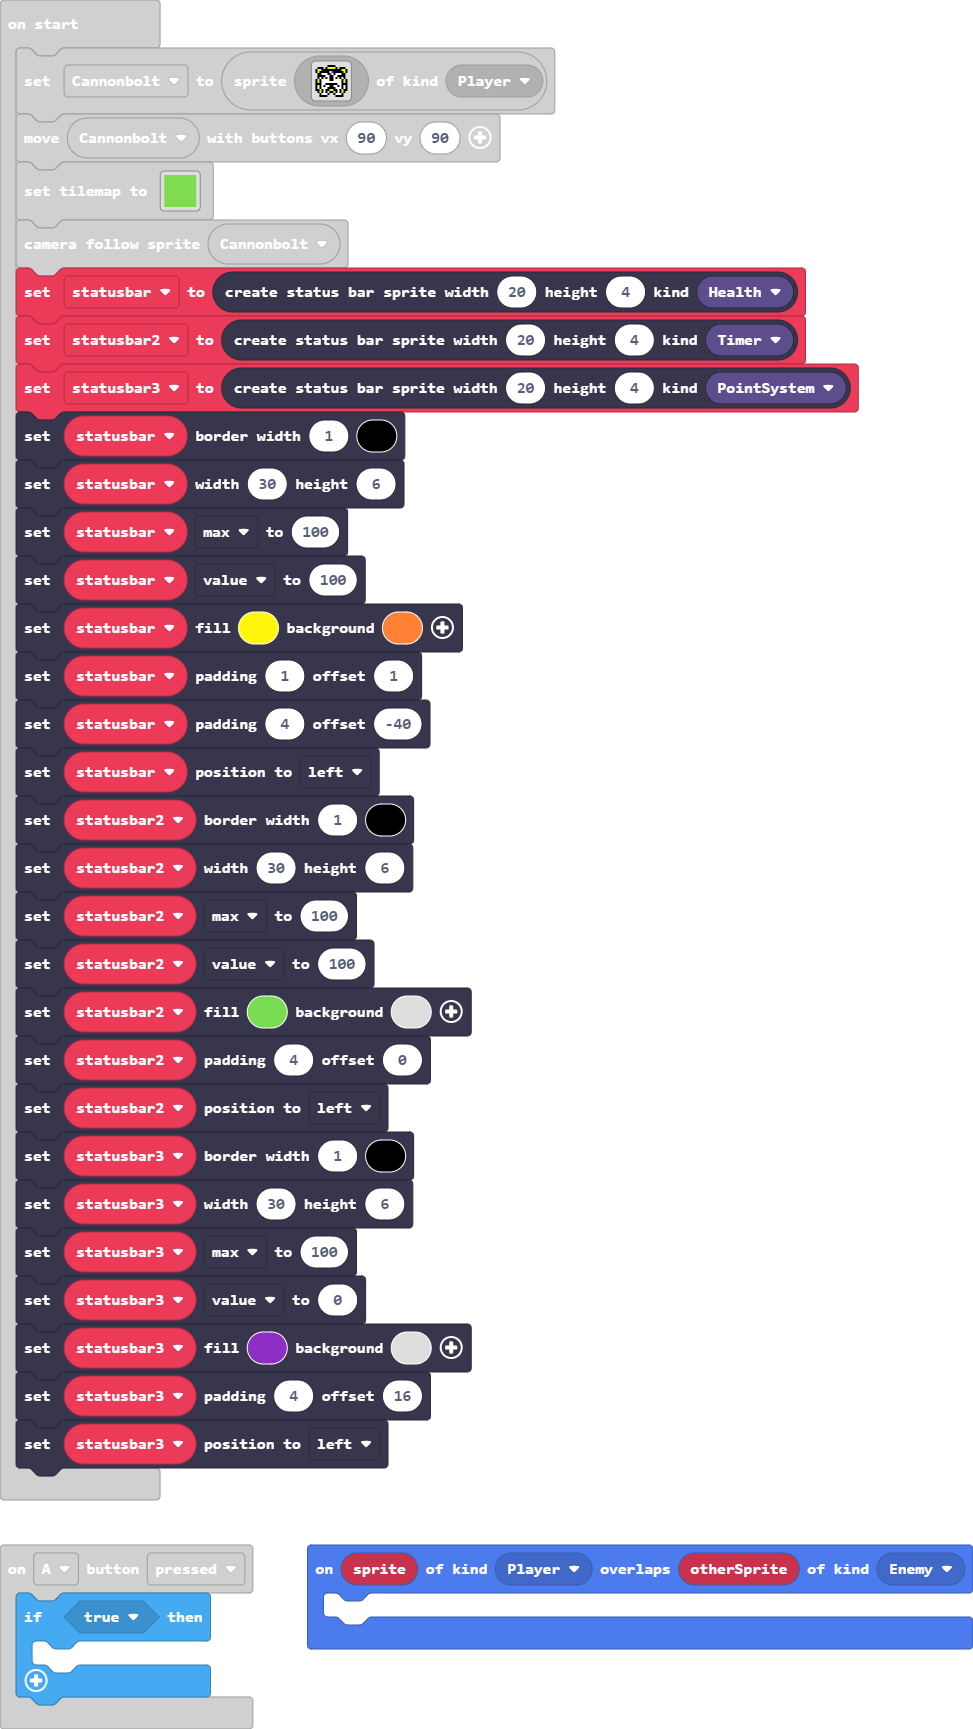 on start
set Cannonbolt to sprite of kind Player
move Cannonbolt with buttons vx 90 vy 90
set tilemap to
camera follow sprite Cannonbolt
set statusbar to create status bar sprite width 20 height 4 kind Health
set statusbar2 to create status bar sprite width 20 height 4 kind Timer
set statusbar3 to create status bar sprite width 20 height 4 kind PointSystem
set statusbar border width 1
set statusbar width 30 height 6
set statusbar max to 100
set statusbar value to 100
set statusbar fill background
set statusbar padding 1 offset 1
set statusbar padding 4 offset -40
set statusbar position to left
set statusbar2 border width 1
set statusbar2 width 30 height 6
set statusbar2 max to 100
set statusbar2 value to 100
set statusbar2 fill background
set statusbar2 padding 4 offset 0
set statusbar2 position to left
set statusbar3 border width 1
set statusbar3 width 30 height 6
set statusbar3 max to 100
set statusbar3 value to 0
set statusbar3 fill background
set statusbar3 padding 4 offset 16
set statusbar3 position to left
on A button pressed
if true then
on sprite of kind Player overlaps otherSprite of kind Enemy